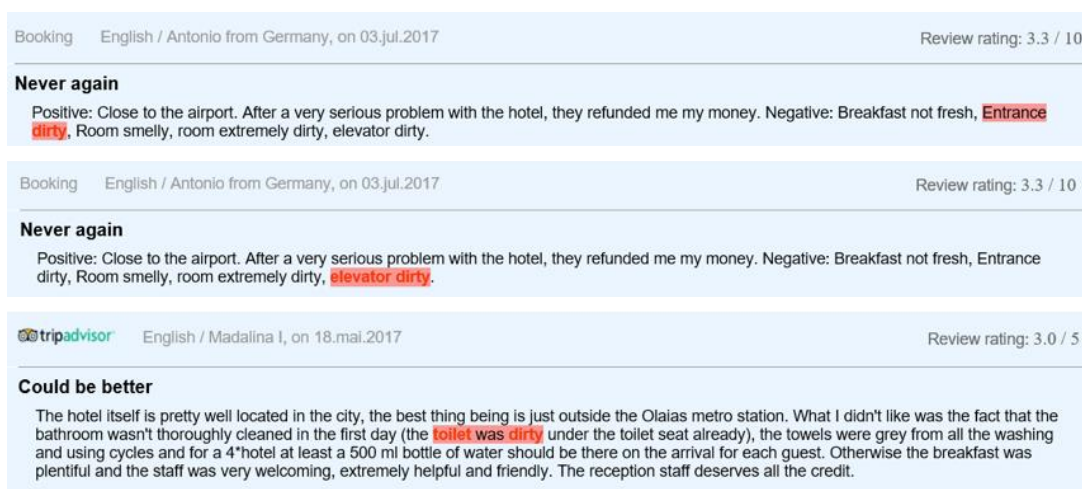 Booking English / Antonio from Germany, on 03.jul.2017 Review rating: 3.3 / 10
Never again
Positive: Close to the airport. After a very serious problem with the hotel, they refunded me my money. Negative: Breakfast not fresh, Entrance
dirty, Room smelly, room extremely dirty, elevator dirty.
Booking English / Antonio from Germany, on 03.jul.2017 Review rating: 3.3 / 10
Never again
Positive: Close to the airport. After a very serious problem with the hotel, they refunded me my money. Negative: Breakfast not fresh, Entrance
dirty, Room smelly, room extremely dirty, elevator dirty.
tripadvisor English / Madalina I, on 18.mai.2017 Review rating: 3.0 / 5
Could be better
The hotel itself is pretty well located in the city, the best thing being is just outside the Olaias metro station. What I didn't like was the fact that the
bathroom wasn't thoroughly cleaned in the first day (the toilet was dirty under the toilet seat already), the towels were grey from all the washing
and using cycles and for a 4*hotel at least a 500 ml bottle of water should be there on the arrival for each guest. Otherwise the breakfast was
plentiful and the staff was very welcoming, extremely helpful and friendly. The reception staff deserves all the credit.